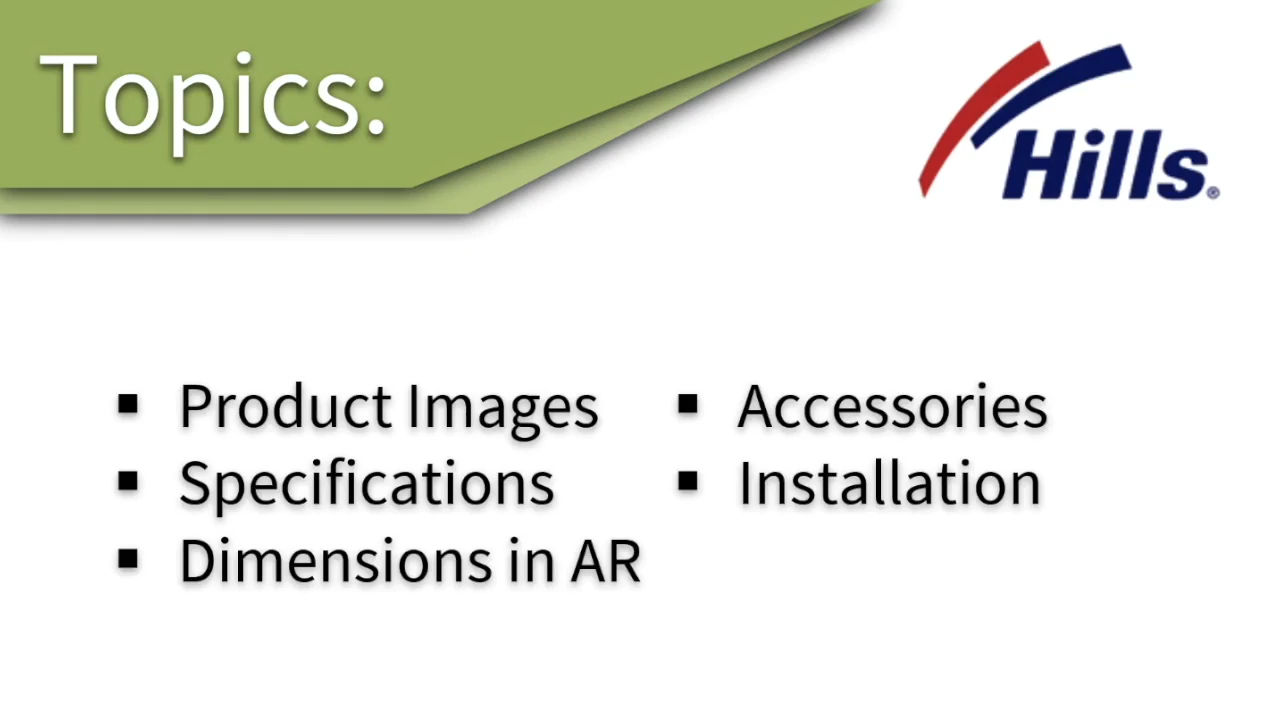 Topics:
Hills®
Product Images
Specifications
Dimensions in AR
Accessories
Installation